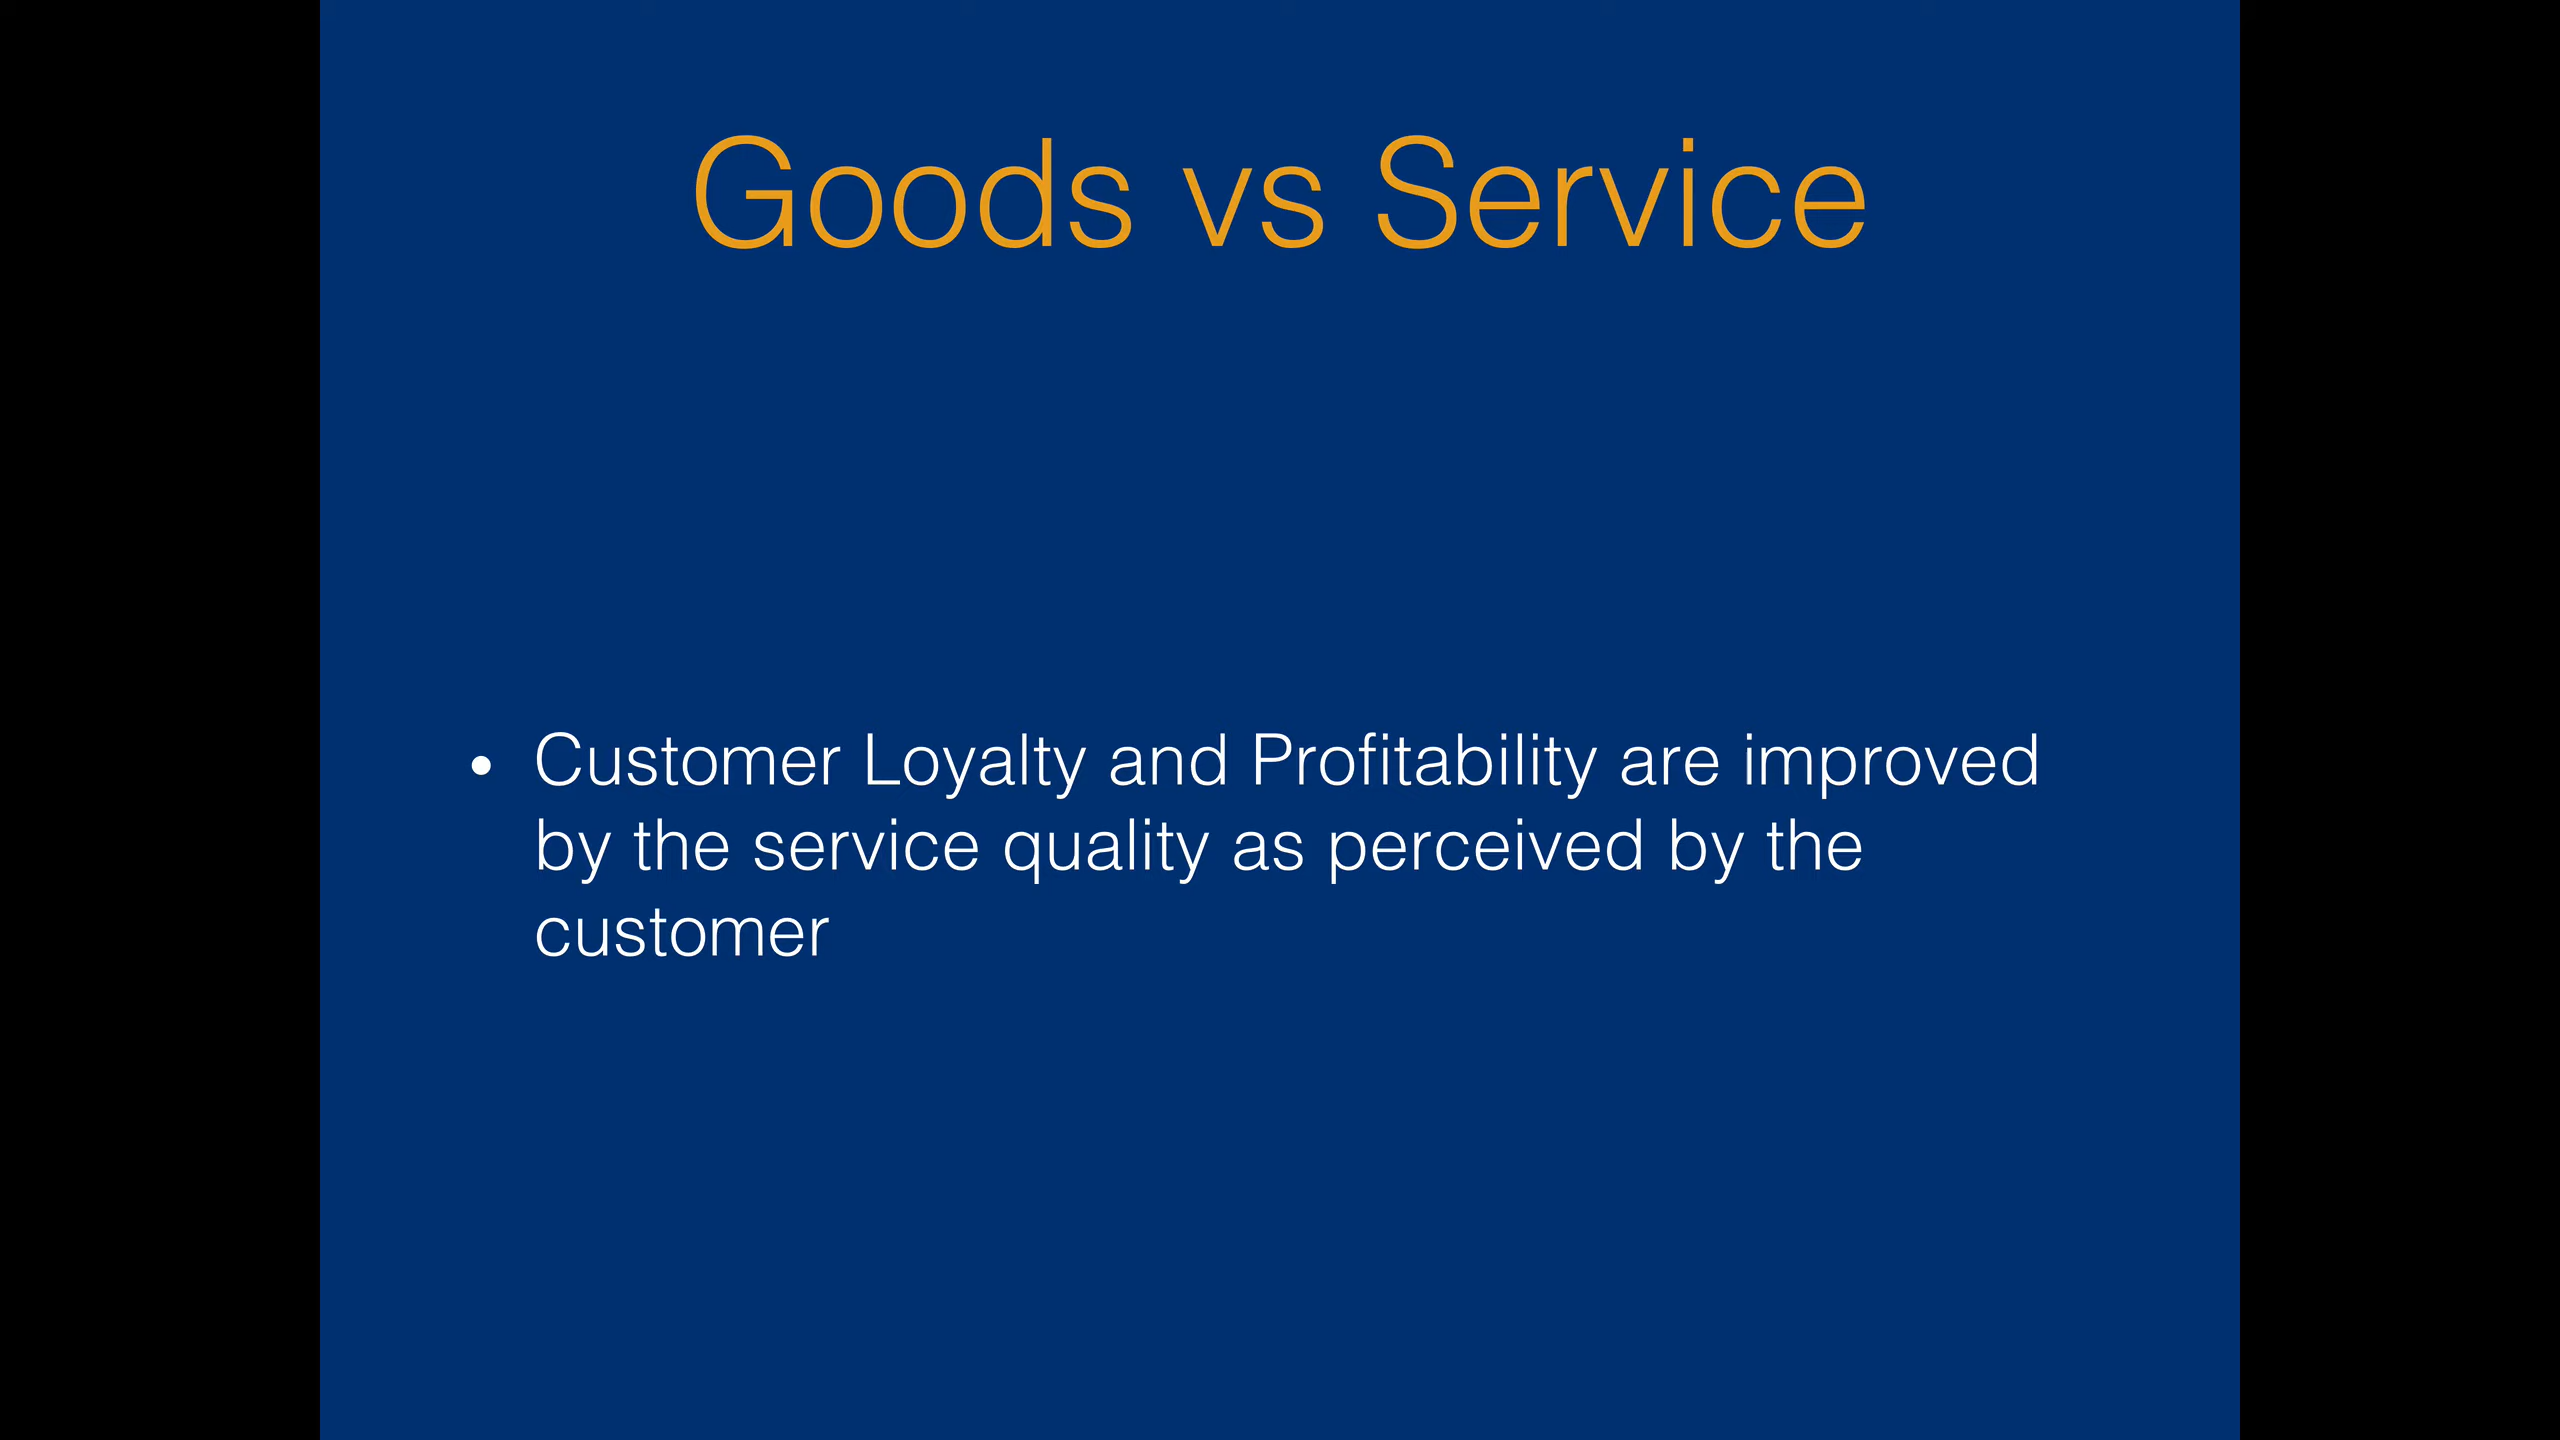 Goods vs Service
• Customer Loyalty and Profitability are improved
by the service quality as perceived by the
customer